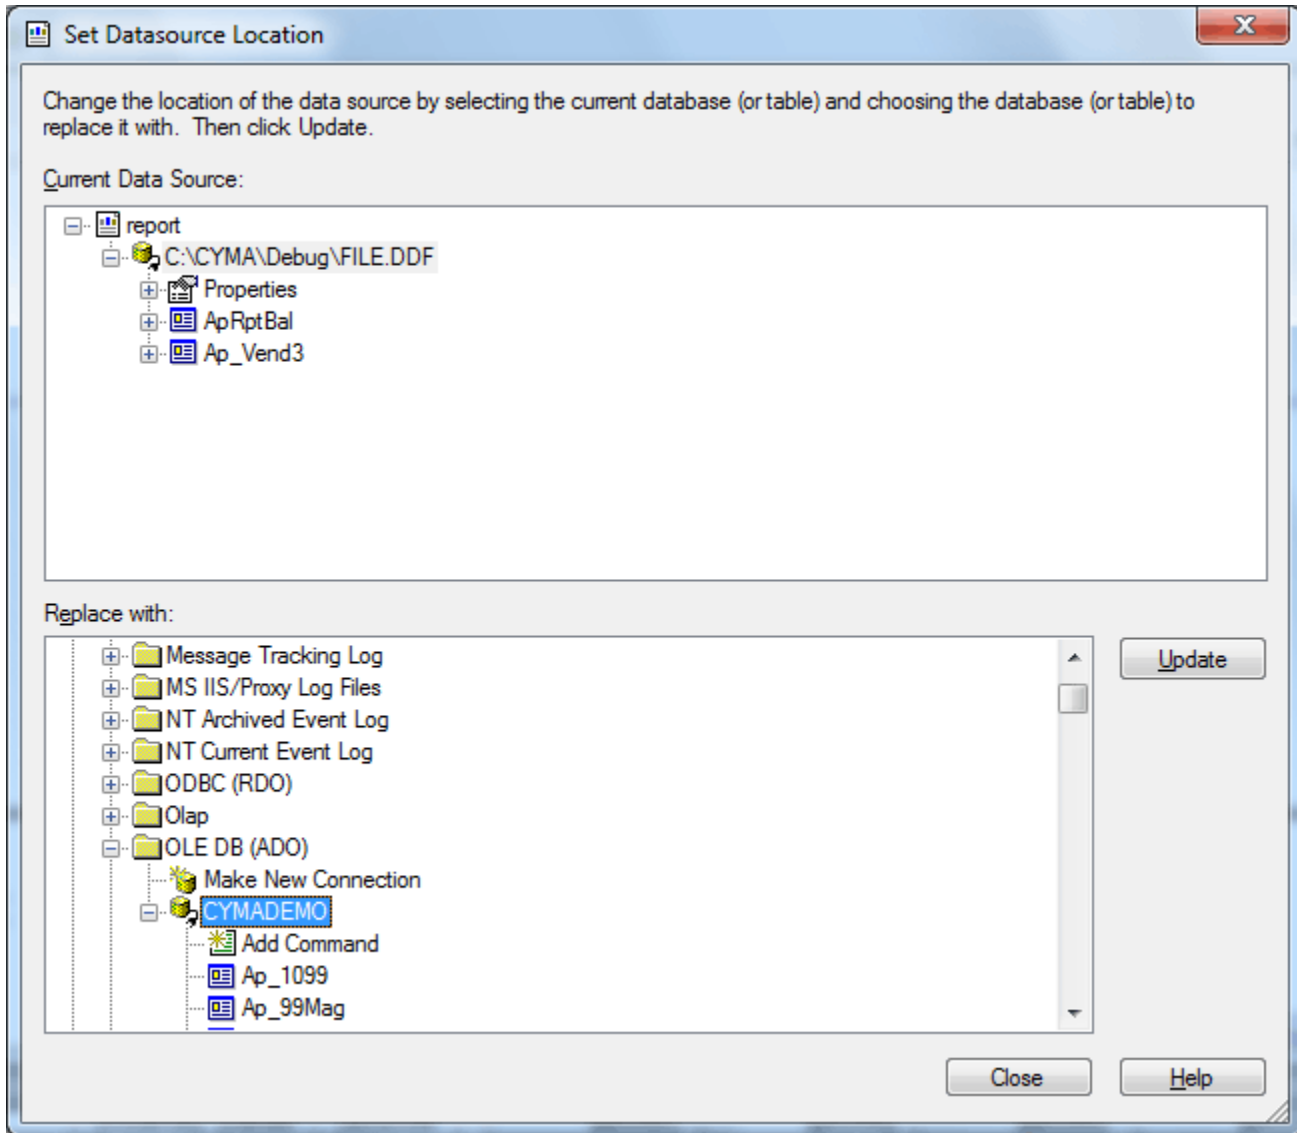 Set Datasource Location
Change the location of the data source by selecting the current database (or table) and choosing the database (or table) to
replace it with.  Then click Update.
Current Data Source:
report
C:\CYMA\Debug\FILE.DDF
Properties
ApRptBal
Ap_Vend3
Replace with:
Message Tracking Log
MS IIS/Proxy Log Files
NT Archived Event Log
NT Current Event Log
ODBC (RDO)
Olap
OLE DB (ADO)
Make New Connection
CYMADEMO
Add Command
Ap_1099
Ap_99Mag
Update
Close
Help